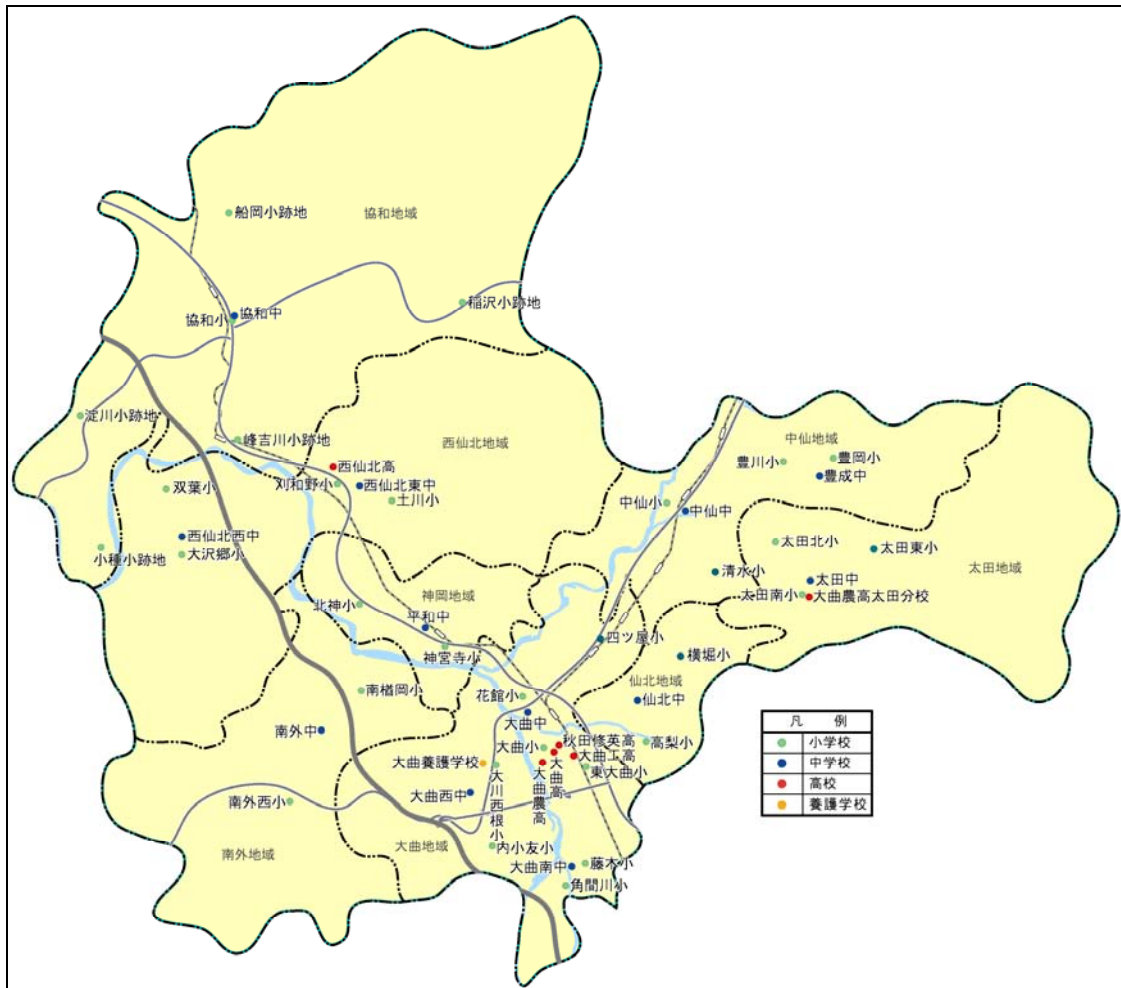 船岡小跡地
協和地域
稲沢小跡地
協和中
協和小
淀川小跡地
峰吉川小跡地
西仙北地域
中仙地域
西仙北高
豊川小
豊岡小
双葉小
刈和野小
西仙北東中
豊成中
土川小
中仙小
中仙中
西仙北西中
小種小跡地
大沢郷小
太田北小
太田東小
清水小
太田中
太田地域
太田南小
大曲農高太田分校
神岡地域
北神小
平和中
四ツ屋小
神宮寺小
横堀小
仙北地域
南楢岡小
花館小
仙北中
大曲中
南外中
大曲小
秋田修英高
高梨小
大曲工高
大曲高
大曲養護学校
東大曲小
大曲農高
大川西根小
大曲西中
南外西小
内小友小
大曲地域
南外地域
大曲南中
藤木小
角間川小
凡 例
小学校
中学校
高校
養護学校